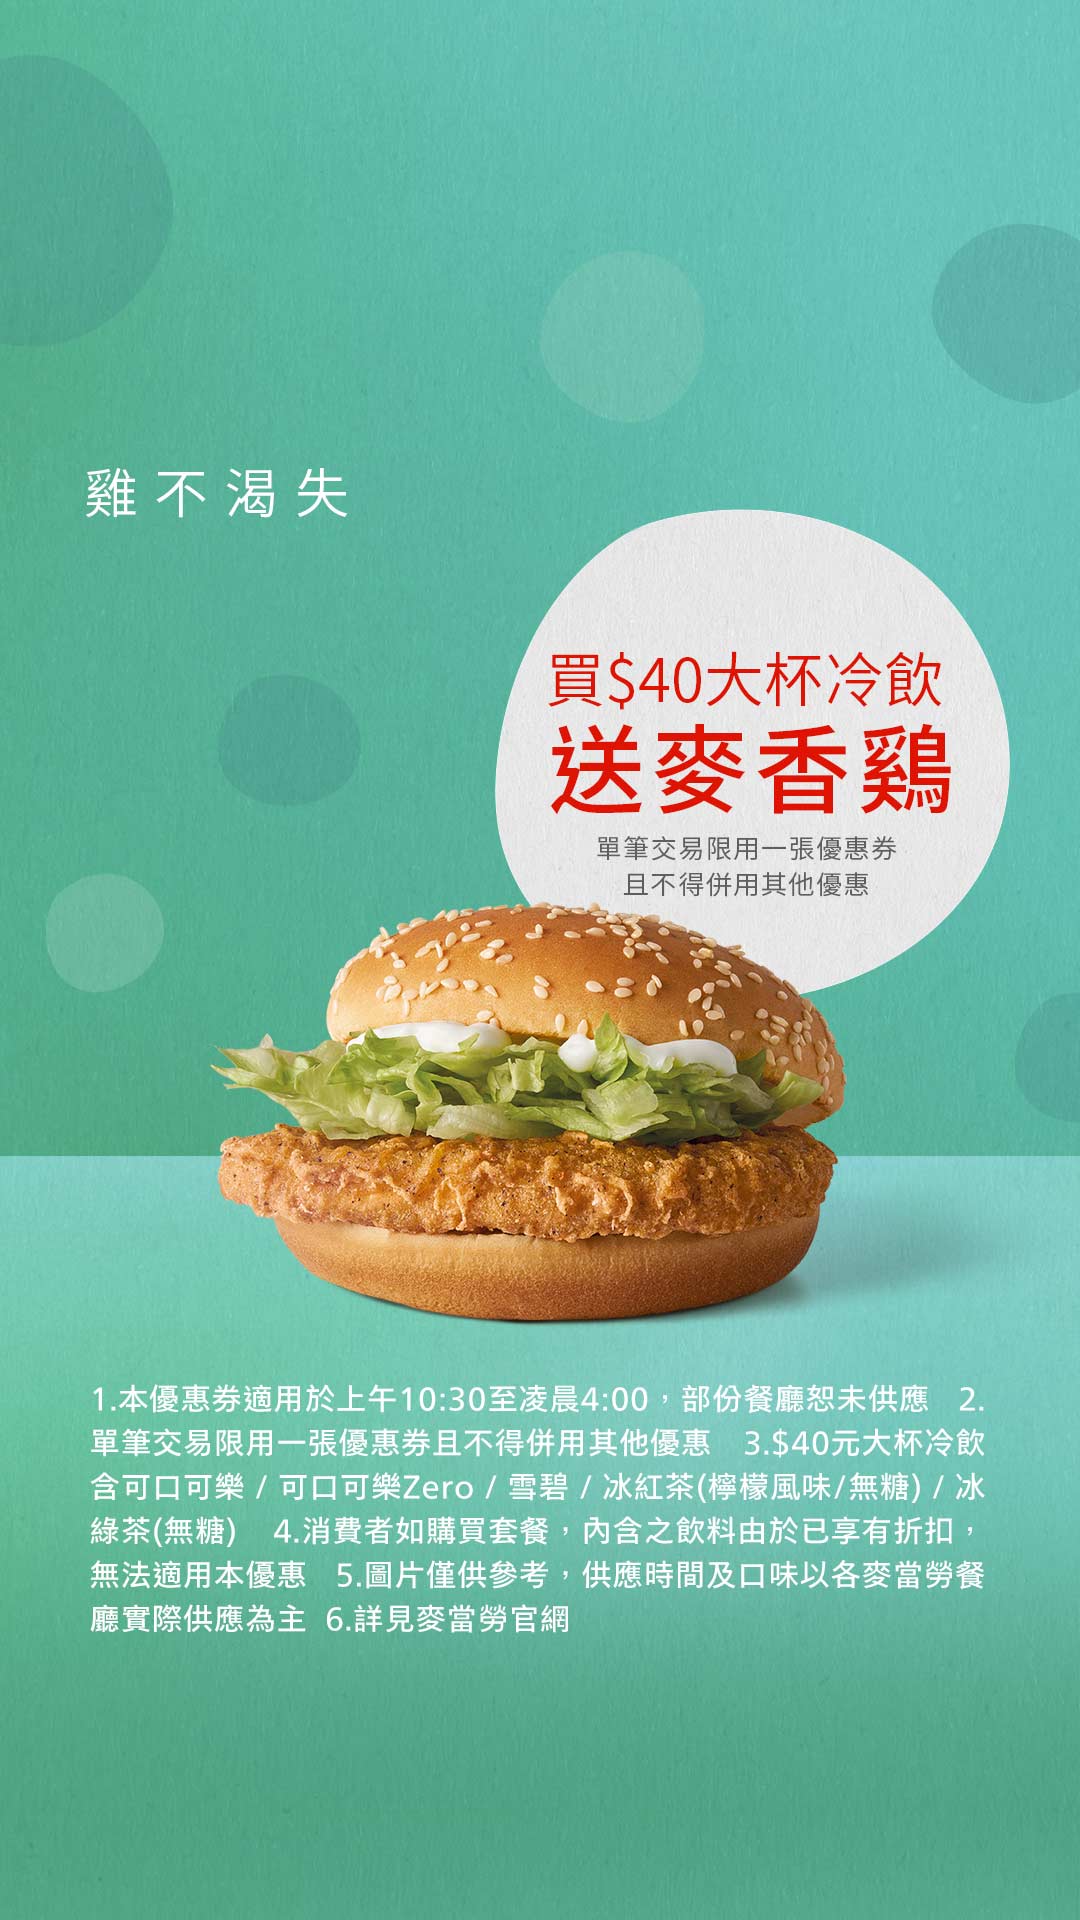 雞不渴失
買$40大杯冷飲
送麥香鷄
單筆交易限用一張優惠券
且不得併用其他優惠
1.本優惠券適用於上午10:30至凌晨4:00，部份餐廳恕未供應 2.
單筆交易限用一張優惠券且不得併用其他優惠 3.$40元大杯冷飲
含可口可樂 / 可口可樂Zero / 雪碧 / 冰紅茶(檸檬風味/無糖) / 冰
綠茶(無糖) 4.消費者如購買套餐，內含之飲料由於已享有折扣，
無法適用本優惠 5.圖片僅供參考，供應時間及口味以各麥當勞餐
廳實際供應為主 6.詳見麥當勞官網